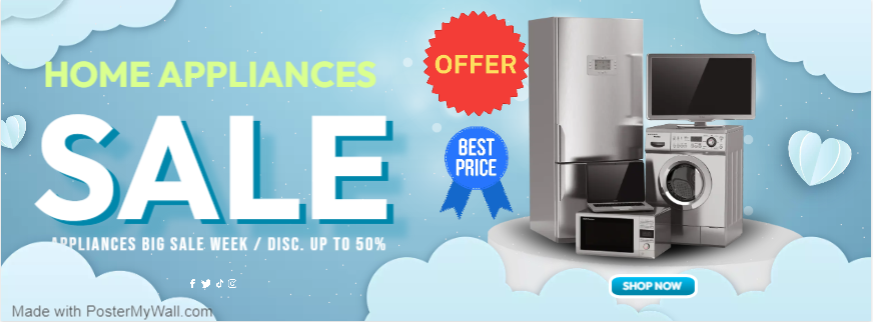 HOME APPLIANCES
SALE
APPLIANCES BIG SALE WEEK / DISC. UP TO 50%
OFFER
BEST
PRICE
SHOP NOW
Made with PosterMyWall.com